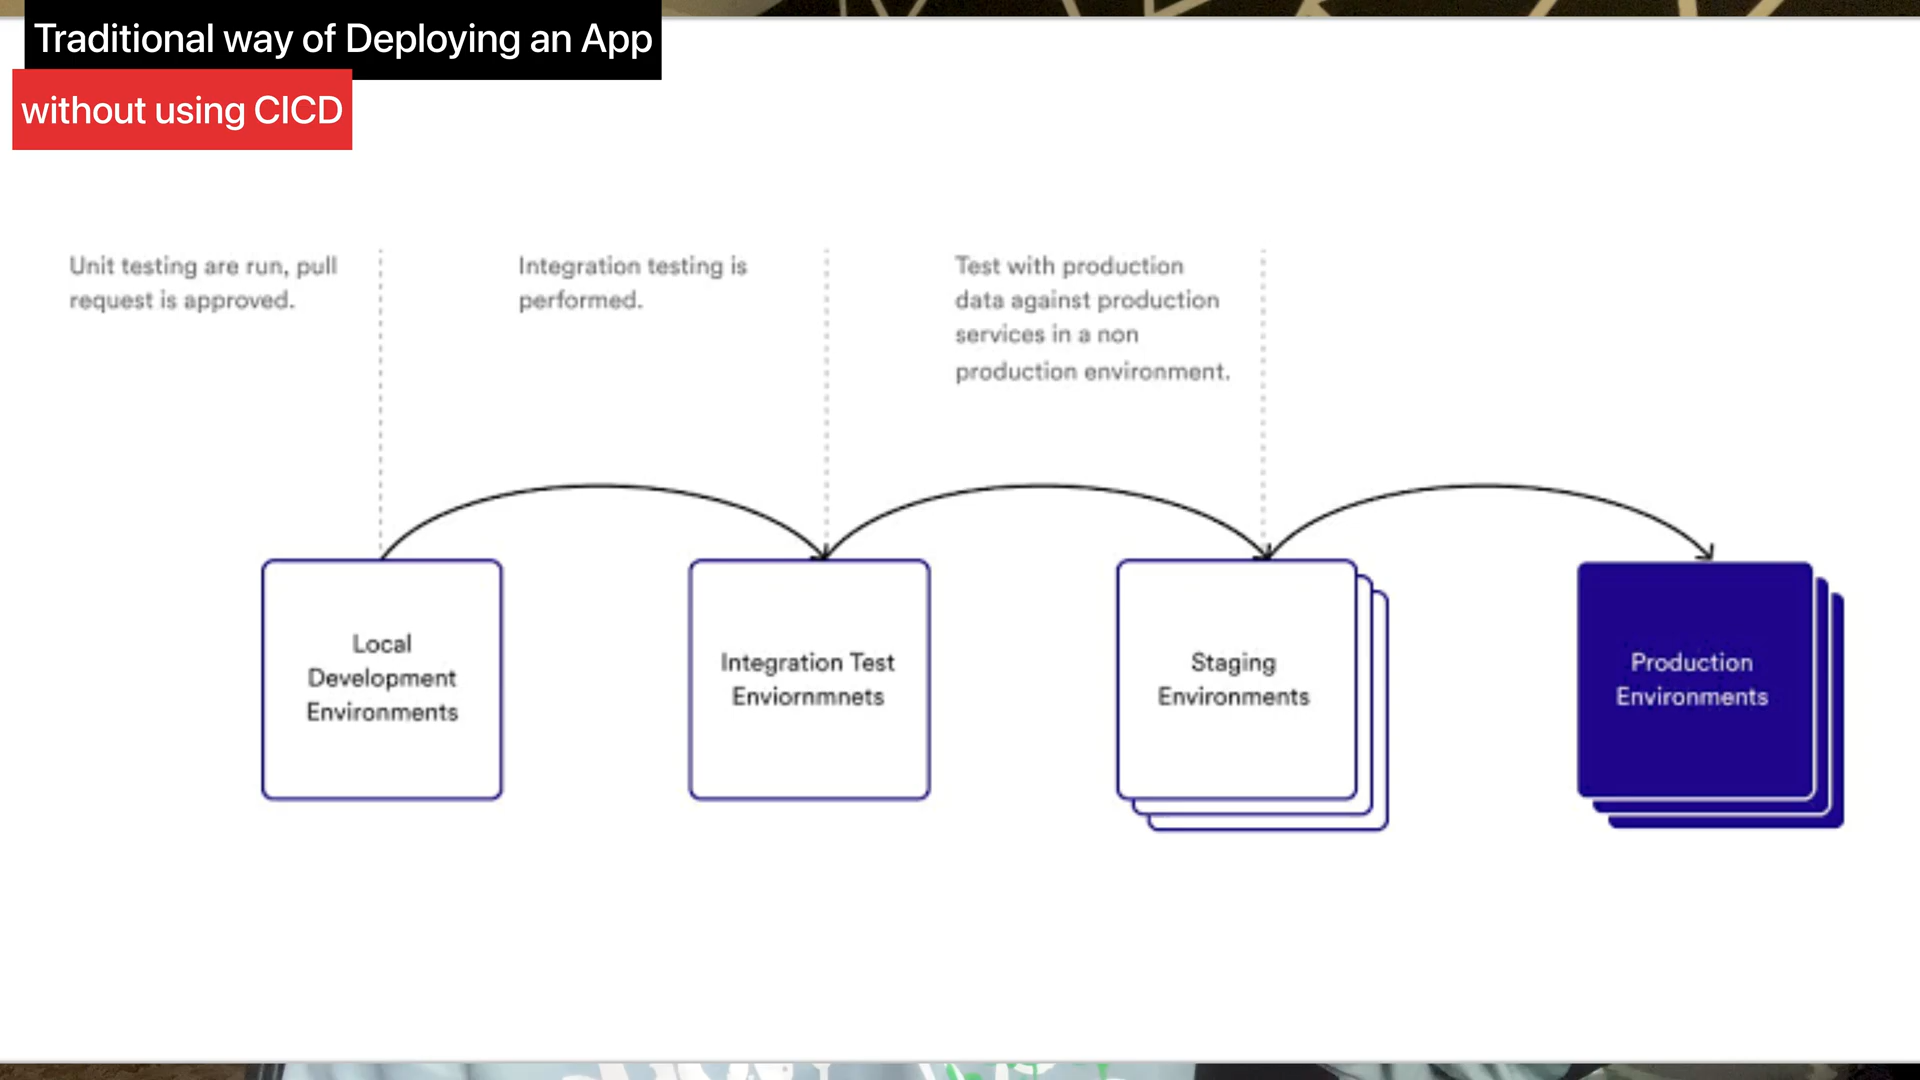 Traditional way of Deploying an App
without using CICD
Unit testing are run, pull
request is approved.
Integration testing is
performed.
Test with production
data against production
services in a non
production environment.
Local
Development
Environments
Integration Test
Enviornmnets
Staging
Environments
Production
Environments